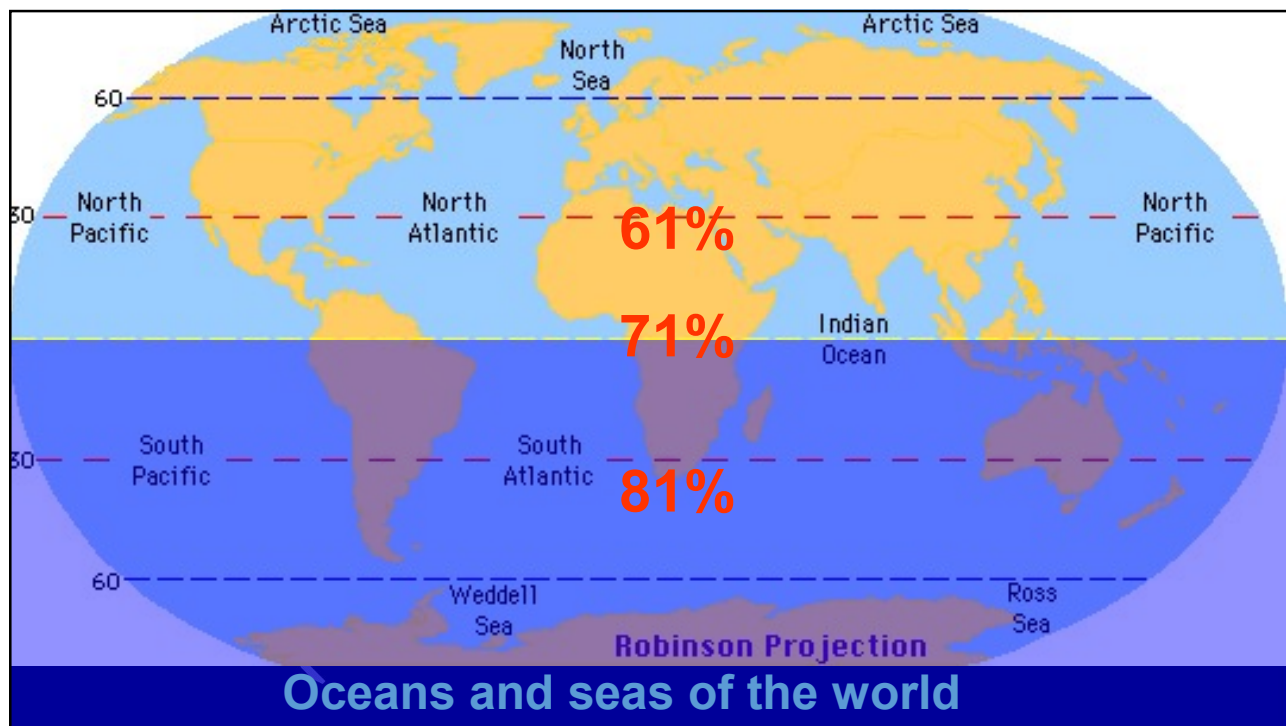 Arctic Sea
Arctic Sea
North
Sea
60
30
North
Pacific
North
Atlantic
61%
North
Pacific
71%
Indian
Ocean
30
South
Pacific
South
Atlantic
81%
60
Weddell
Sea
Ross
Sea
Robinson Projection
Oceans and seas of the world